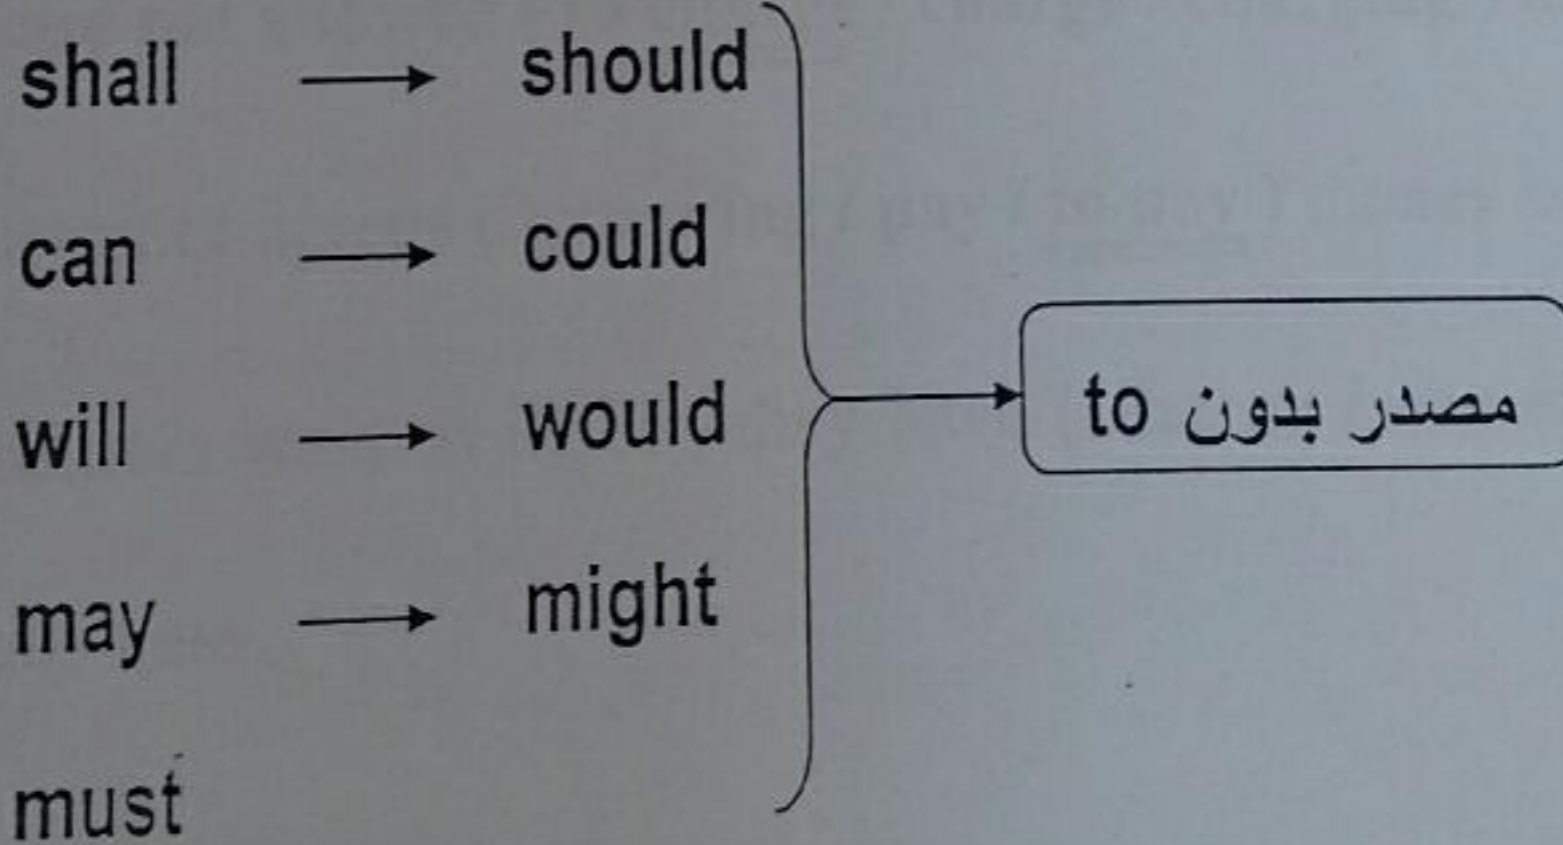 shall → should
can → could
will → would
مصدر بدون to
may → might
must